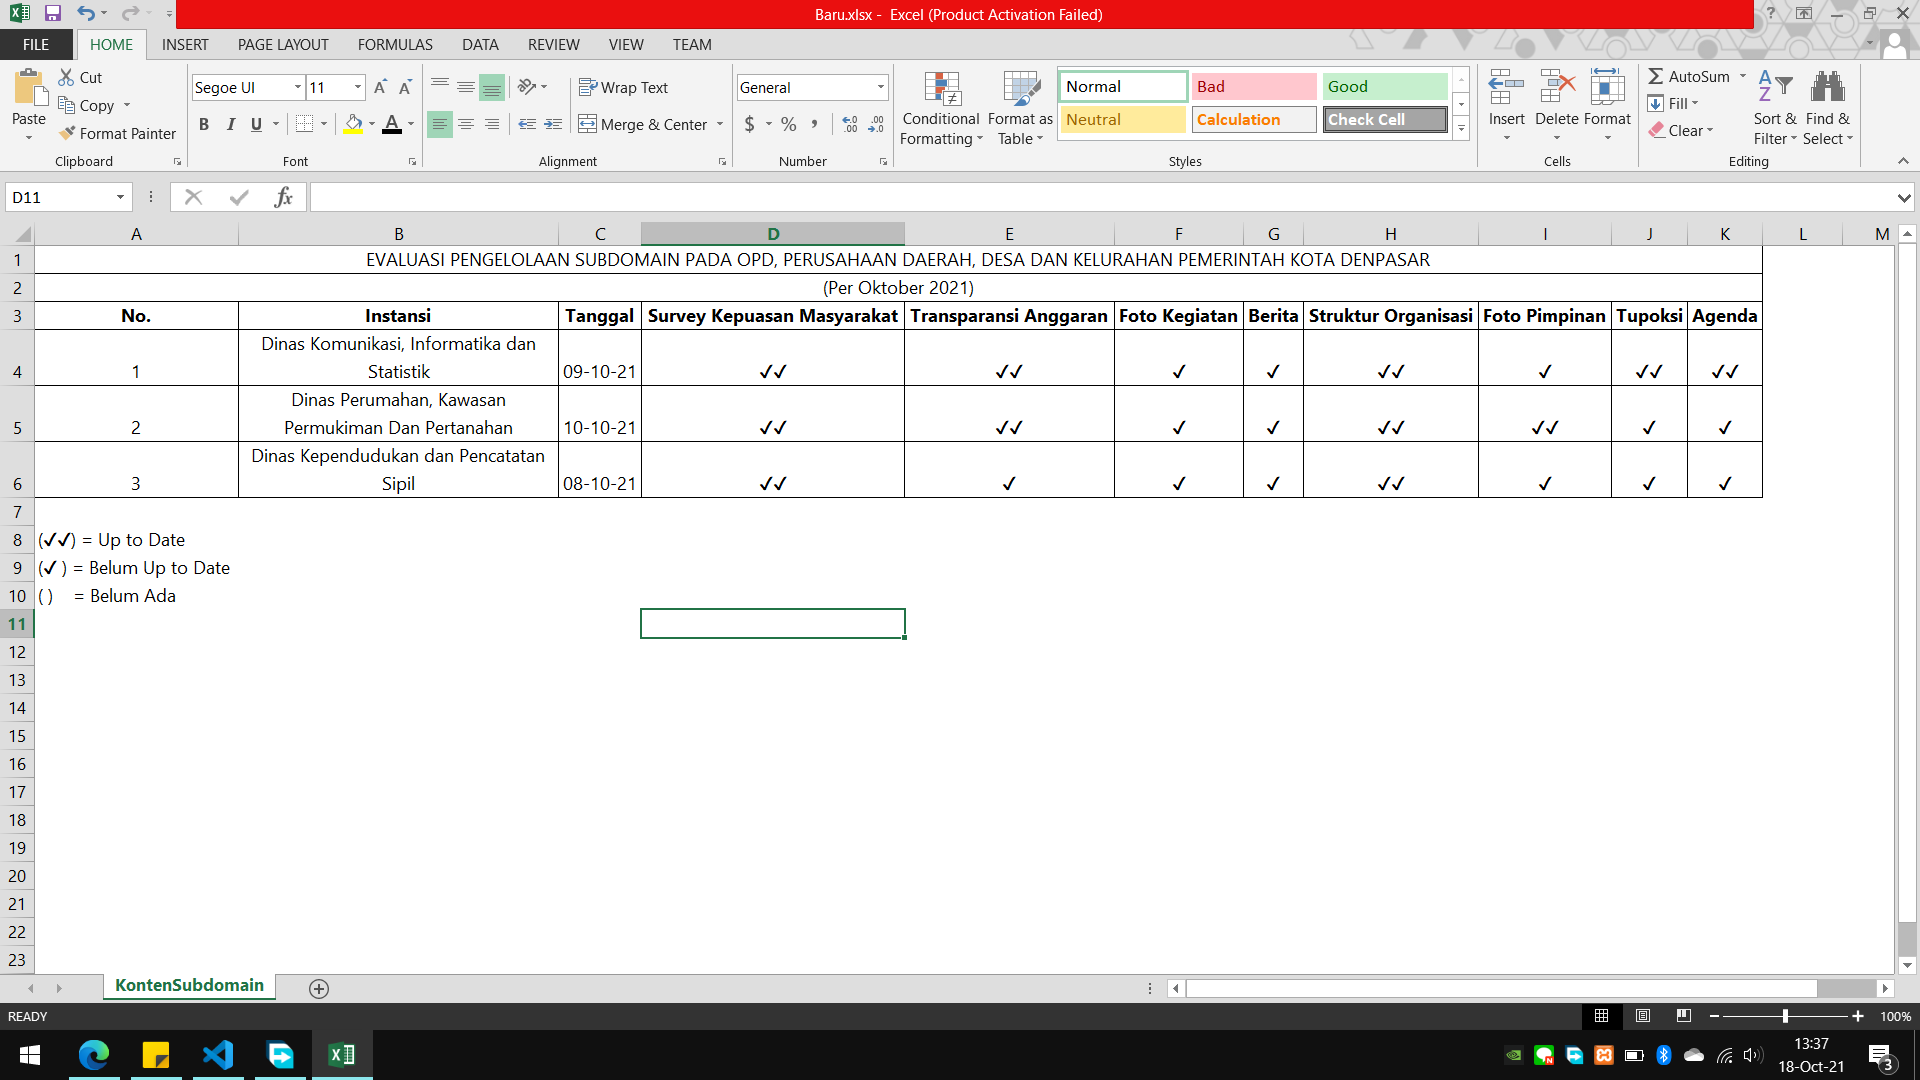 Baru.xlsx - Excel (Product Activation Failed)
FILE HOME INSERT PAGE LAYOUT FORMULAS DATA REVIEW VIEW TEAM
Paste
Cut
Copy
Format Painter
Clipboard
Segoe UI 11
B I U
Font
Wrap Text
Merge & Center
Alignment
General
$ % ,
Number
Conditional Formatting
Format as Table
Normal Bad Good
Neutral Calculation Check Cell
Styles
Insert Delete Format
Cells
AutoSum
Fill
Clear
Sort & Filter
Find & Select
Editing
D11 fx
A B C D E F G H I J K L M
1 EVALUASI PENGELOLAAN SUBDOMAIN PADA OPD, PERUSAHAAN DAERAH, DESA DAN KELURAHAN PEMERINTAH KOTA DENPASAR
2 (Per Oktober 2021)
3 No. Instansi Tanggal Survey Kepuasan Masyarakat Transparansi Anggaran Foto Kegiatan Berita Struktur Organisasi Foto Pimpinan Tupoksi Agenda
4 1 Dinas Komunikasi, Informatika dan Statistik 09-10-21 ✓✓ ✓✓ ✓ ✓ ✓✓ ✓ ✓✓ ✓✓
5 2 Dinas Perumahan, Kawasan Permukiman Dan Pertanahan 10-10-21 ✓✓ ✓✓ ✓ ✓ ✓✓ ✓✓ ✓ ✓
6 3 Dinas Kependudukan dan Pencatatan Sipil 08-10-21 ✓✓ ✓ ✓ ✓ ✓✓ ✓ ✓ ✓
7
8 (✓✓) = Up to Date
9 (✓ ) = Belum Up to Date
10 ( ) = Belum Ada
11
12
13
14
15
16
17
18
19
20
21
22
23
KontenSubdomain
READY 100%
13:37
18-Oct-21
3